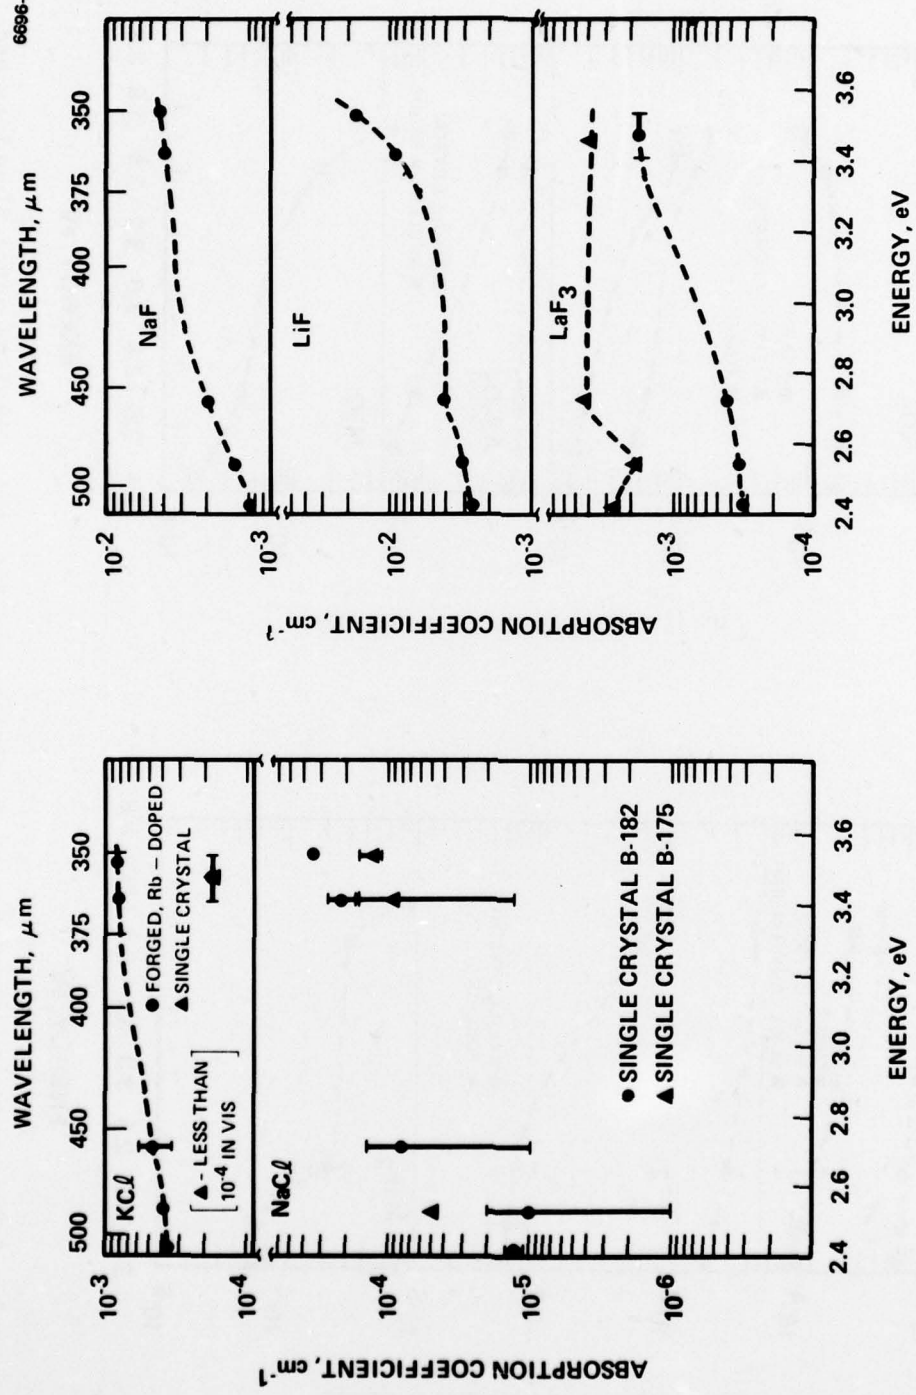 6696-
WAVELENGTH, μm
500 450 400 375 350
KCℓ
● FORGED, Rb – DOPED
▲ SINGLE CRYSTAL
[▲ - LESS THAN
10-4 IN VIS]
10-3
10-4
NaCℓ
10-4
10-5
10-6
● SINGLE CRYSTAL B-182
▲ SINGLE CRYSTAL B-175
2.4 2.6 2.8 3.0 3.2 3.4 3.6
ENERGY, eV
ABSORPTION COEFFICIENT, cm-1
WAVELENGTH, μm
500 450 400 375 350
NaF
10-2
10-3
LiF
10-2
10-3
LaF3
10-3
10-4
2.4 2.6 2.8 3.0 3.2 3.4 3.6
ENERGY, eV
ABSORPTION COEFFICIENT, cm-1